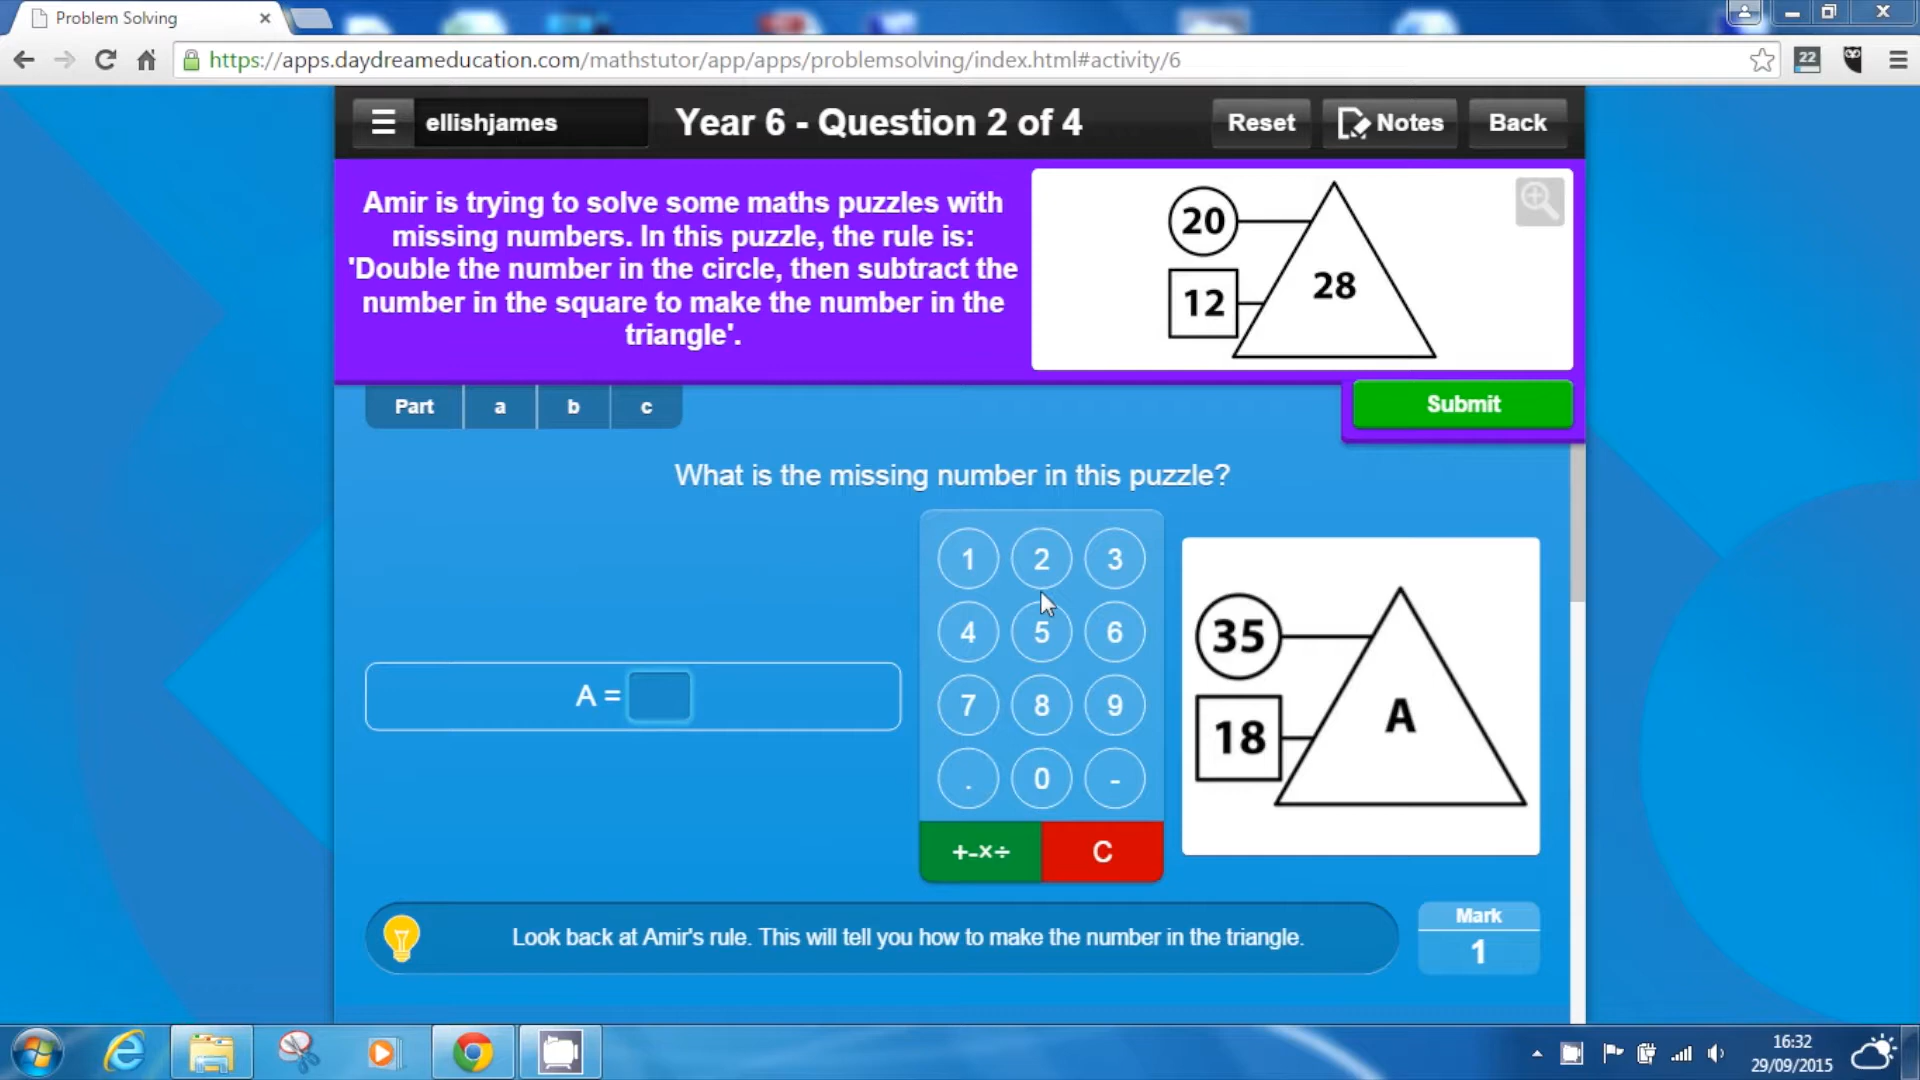 Problem Solving
https://apps.daydreameducation.com/mathstutor/app/apps/problemsolving/index.html#activity/6
22
ellishjames
Year 6 - Question 2 of 4
Reset
Notes
Back
Amir is trying to solve some maths puzzles with
missing numbers. In this puzzle, the rule is:
'Double the number in the circle, then subtract the
number in the square to make the number in the
triangle'.
20
12
28
Part
a
b
c
Submit
What is the missing number in this puzzle?
A =
1 2 3
4 5 6
7 8 9
. 0 -
+-×÷
C
35
18
A
Look back at Amir's rule. This will tell you how to make the number in the triangle.
Mark
1
16:32
29/09/2015